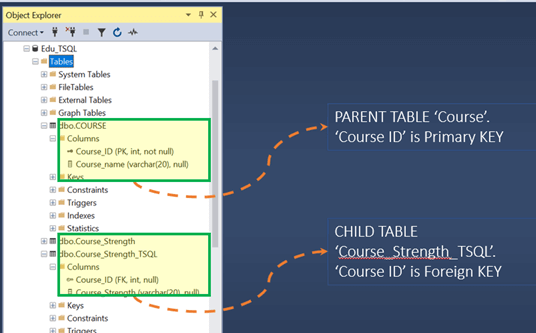 Object Explorer
Connect
Edu_TSQL
Tables
System Tables
FileTables
External Tables
Graph Tables
dbo.COURSE
Columns
Course_ID (PK, int, not null)
Course_name (varchar(20), null)
Keys
Constraints
Triggers
Indexes
Statistics
dbo.Course_Strength
dbo.Course_Strength_TSQL
Columns
Course_ID (FK, int, null)
Course_Strength (varchar(20), null)
Keys
Constraints
Triggers
PARENT TABLE ‘Course’.
‘Course ID’ is Primary KEY
CHILD TABLE
‘Course_Strength_TSQL’.
‘Course ID’ is Foreign KEY